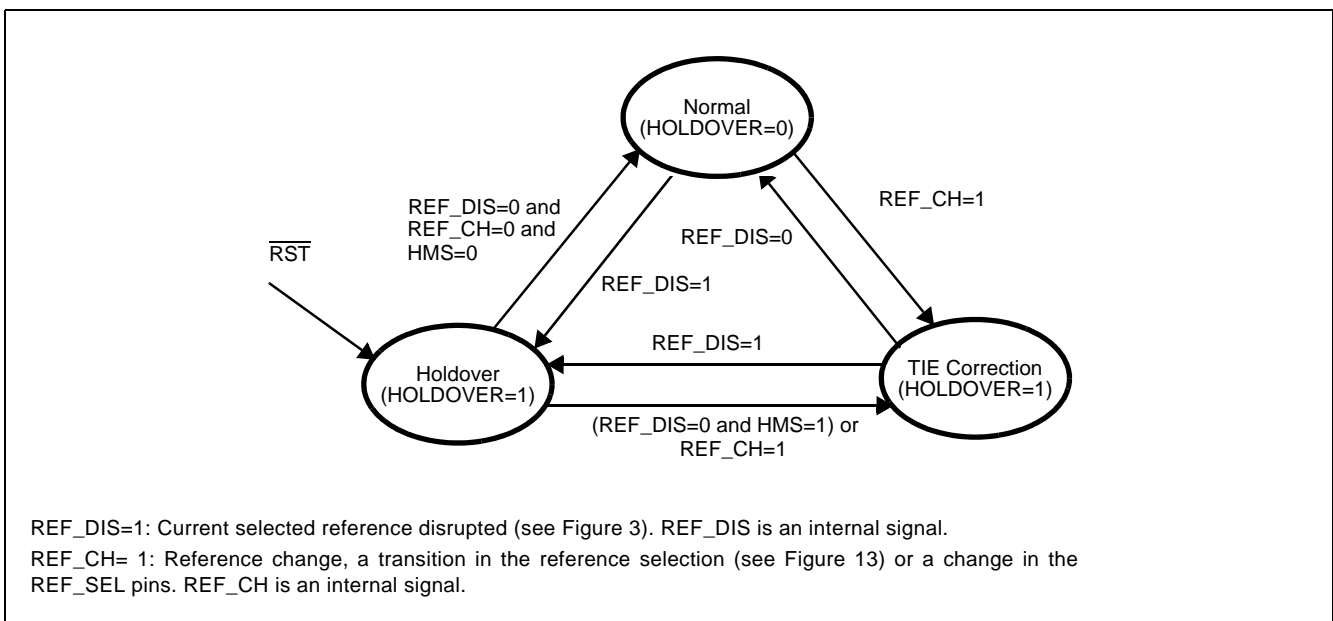 Normal
(HOLDOVER=0)
REF_DIS=0 and
REF_CH=0 and
HMS=0
REF_CH=1
REF_DIS=0
RST
REF_DIS=1
REF_DIS=1
Holdover
(HOLDOVER=1)
TIE Correction
(HOLDOVER=1)
(REF_DIS=0 and HMS=1) or
REF_CH=1
REF_DIS=1: Current selected reference disrupted (see Figure 3). REF_DIS is an internal signal.
REF_CH= 1: Reference change, a transition in the reference selection (see Figure 13) or a change in the
REF_SEL pins. REF_CH is an internal signal.